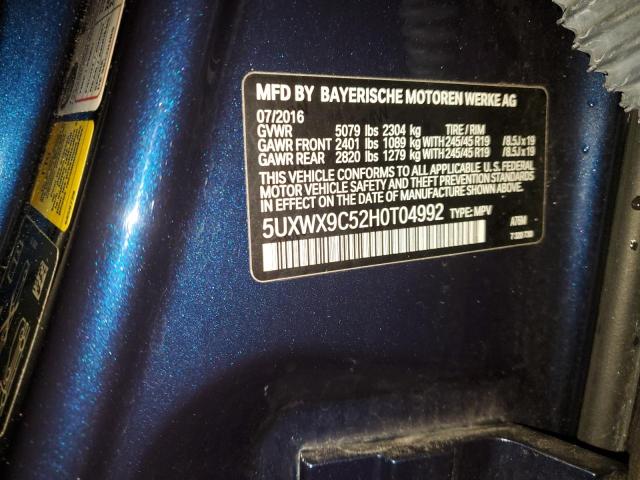 MFD BY BAYERISCHE MOTOREN WERKE AG
07/2016
GVWR 5079 lbs 2304 kg TIRE / RIM
GAWR FRONT 2401 lbs 1089 kg WITH 245/45 R19 / 8.5J x 19
GAWR REAR 2820 lbs 1279 kg WITH 245/45 R19 / 8.5J x 19
THIS VEHICLE CONFORMS TO ALL APPLICABLE U.S. FEDERAL
MOTOR VEHICLE SAFETY AND THEFT PREVENTION STANDARDS
IN EFFECT ON THE DATE OF MANUFACTURE SHOWN ABOVE.
5UXWX9C52H0T04992 TYPE: MPV